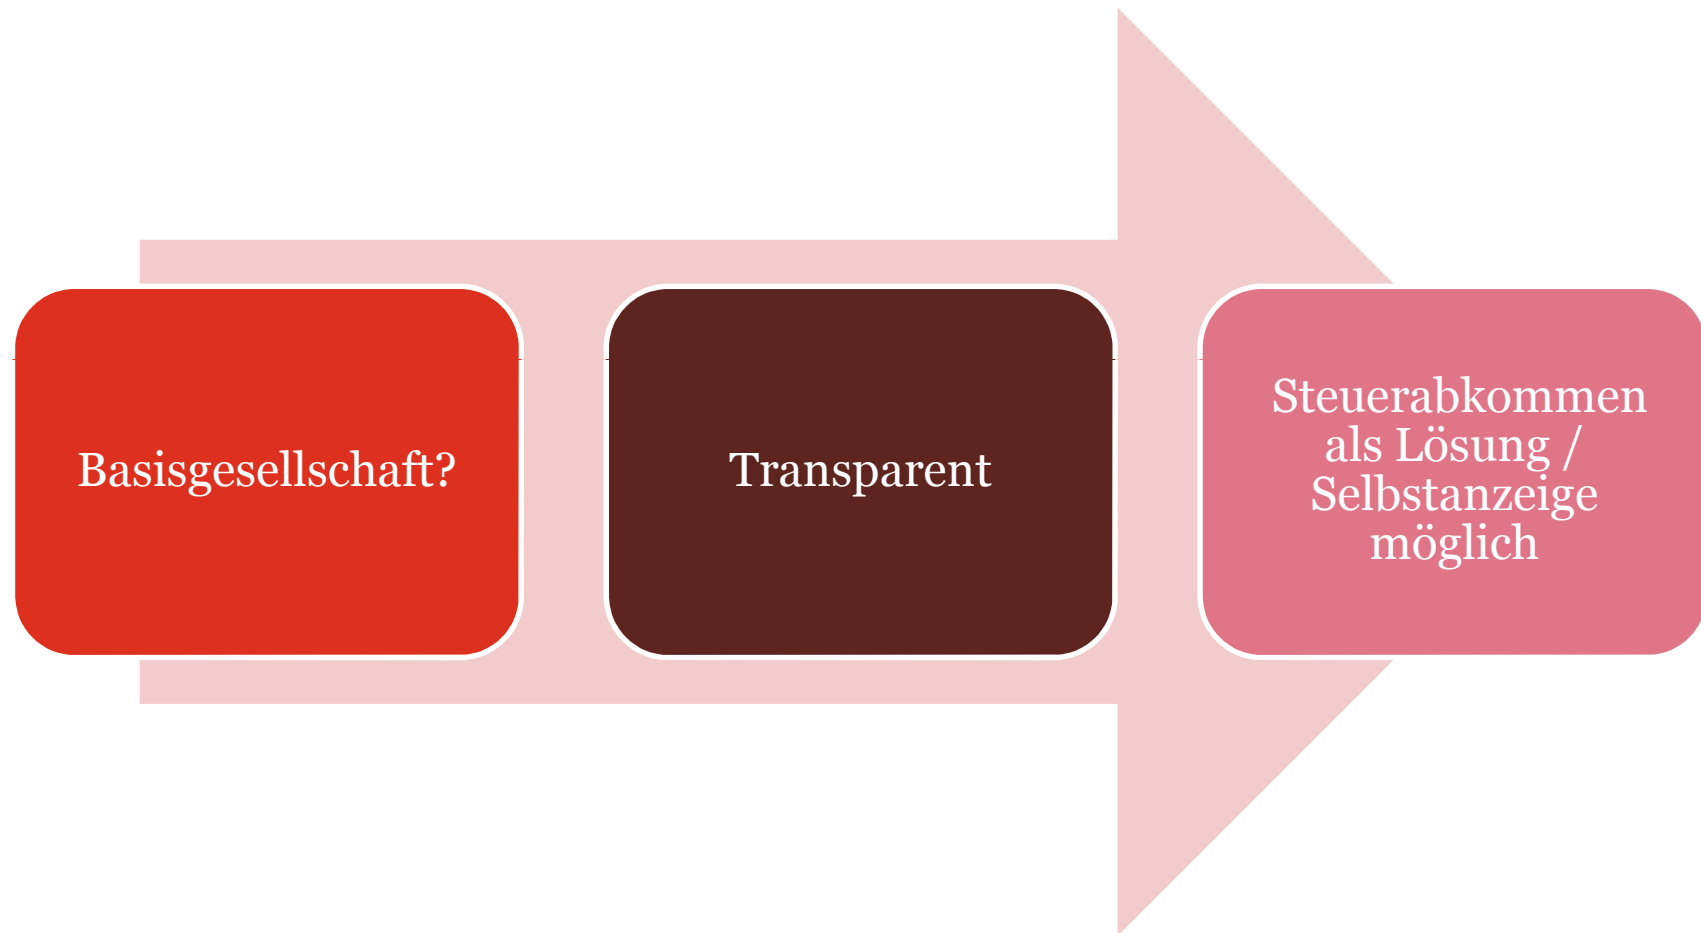 Basisgesellschaft?
Transparent
Steuerabkommen
als Lösung /
Selbstanzeige
möglich